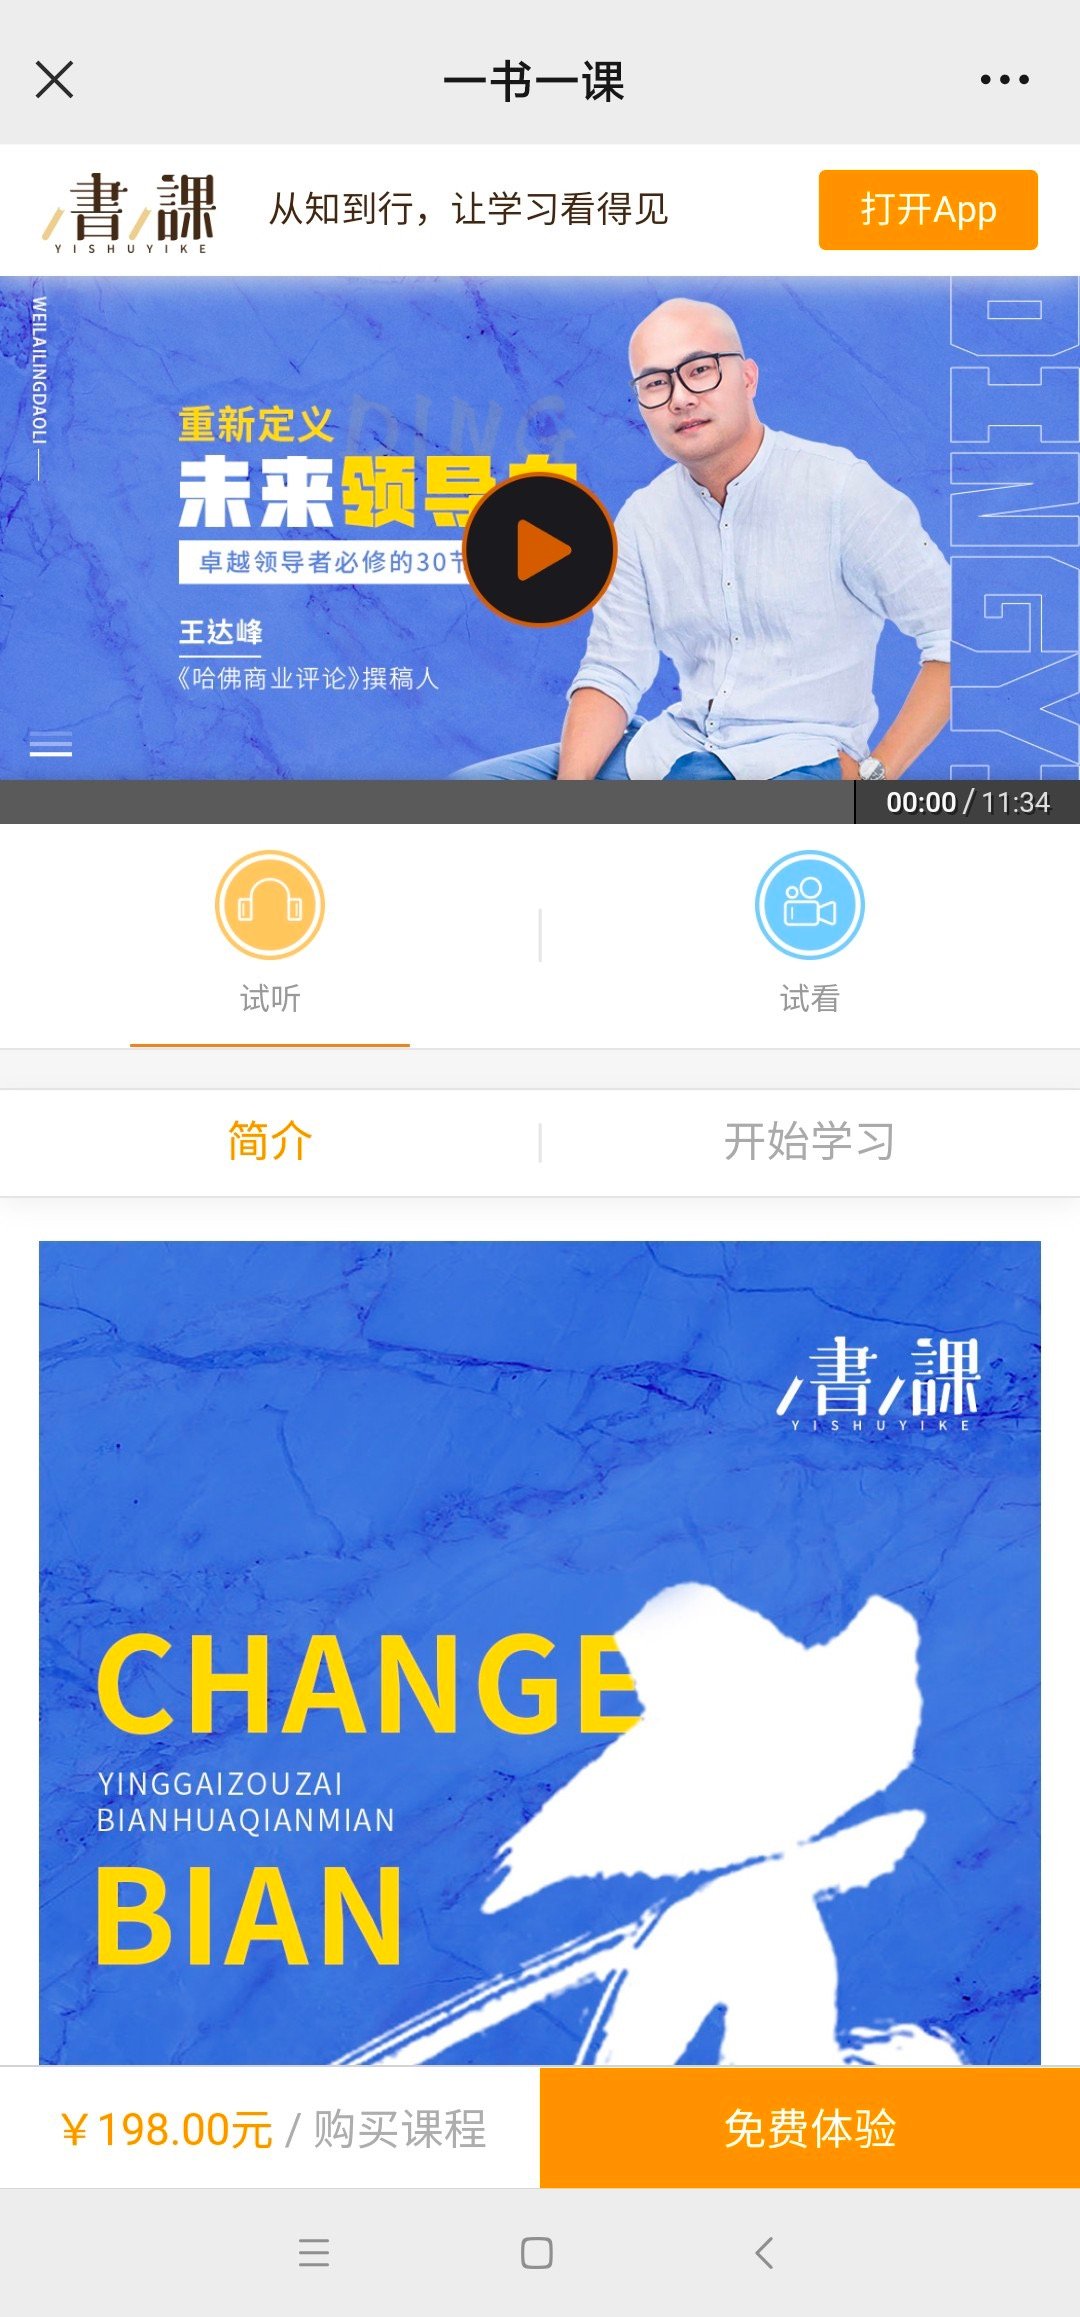 一书一课
書 課
YISHUYIKE
从知到行，让学习看得见
打开App
WEILAILINGDAOLI
DING
重新定义
未来领导
卓越领导者必修的30节
王达峰
《哈佛商业评论》撰稿人
DINGY
00:00 / 11:34
试听
试看
简介
开始学习
書 課
YISHUYIKE
CHANGE
YINGGAIZOUZAI
BIANHUAQIANMIAN
BIAN
￥198.00元 / 购买课程
免费体验